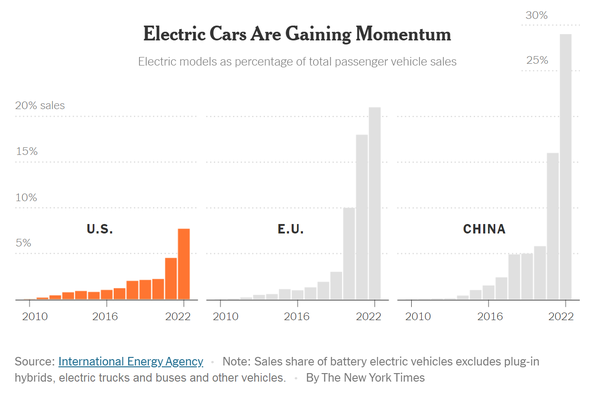 Electric Cars Are Gaining Momentum
Electric models as percentage of total passenger vehicle sales
30%
25%
20% sales
15%
10%
5%
U.S.
E.U.
CHINA
2010 2016 2022
2010 2016 2022
2010 2016 2022
Source: International Energy Agency · Note: Sales share of battery electric vehicles excludes plug-in
hybrids, electric trucks and buses and other vehicles. · By The New York Times